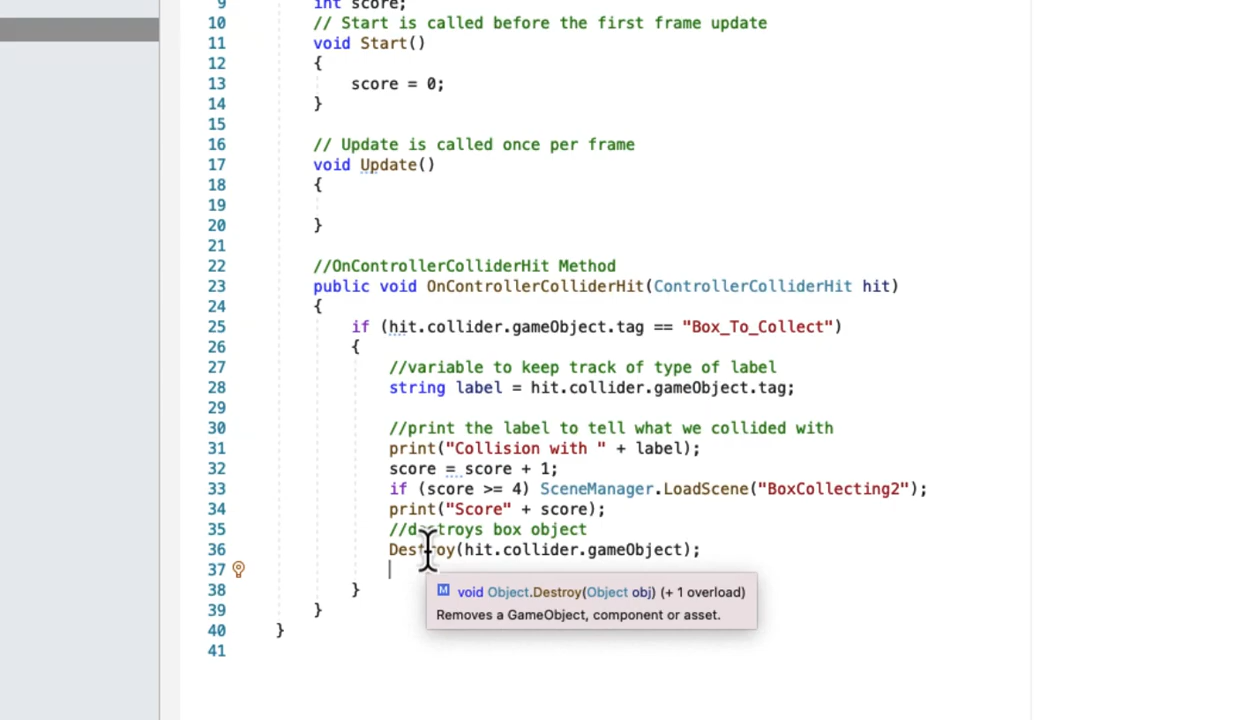 9 int score;
10 // Start is called before the first frame update
11 void Start()
12 {
13 score = 0;
14 }
15
16 // Update is called once per frame
17 void Update()
18 {
19
20 }
21
22 //OnControllerColliderHit Method
23 public void OnControllerColliderHit(ControllerColliderHit hit)
24 {
25 if (hit.collider.gameObject.tag == "Box_To_Collect")
26 {
27 //variable to keep track of type of label
28 string label = hit.collider.gameObject.tag;
29
30 //print the label to tell what we collided with
31 print("Collision with " + label);
32 score = score + 1;
33 if (score >= 4) SceneManager.LoadScene("BoxCollecting2");
34 print("Score" + score);
35 //destroys box object
36 Destroy(hit.collider.gameObject);
37
M void Object.Destroy(Object obj) (+ 1 overload)
Removes a GameObject, component or asset.
38 }
39 }
40 }
41